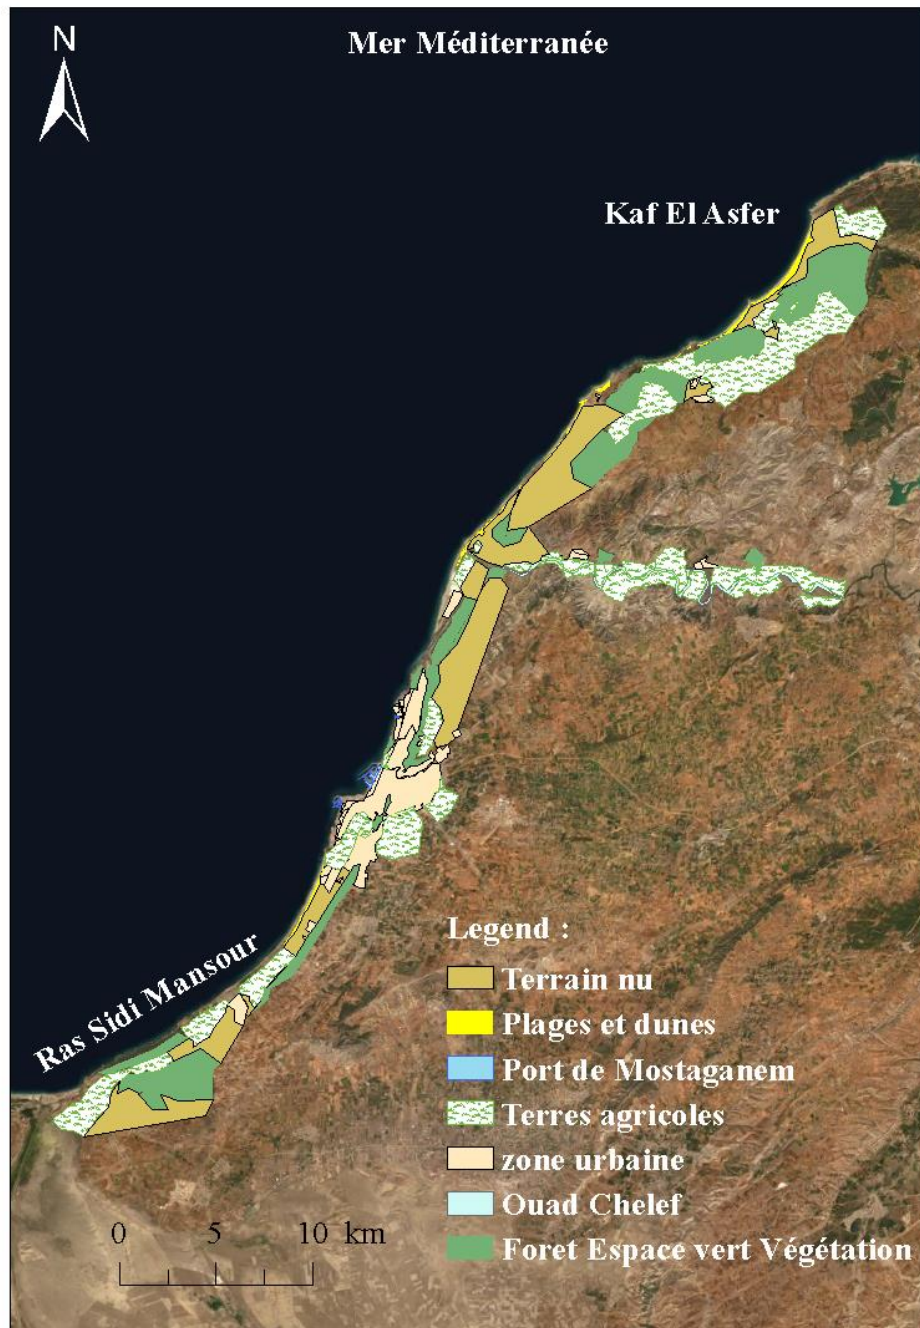 N
Mer Méditerranée
Kaf El Asfer
Ras Sidi Mansour
Legend :
Terrain nu
Plages et dunes
Port de Mostaganem
Terres agricoles
zone urbaine
Ouad Chelef
Foret Espace vert Végétation
0 5 10 km